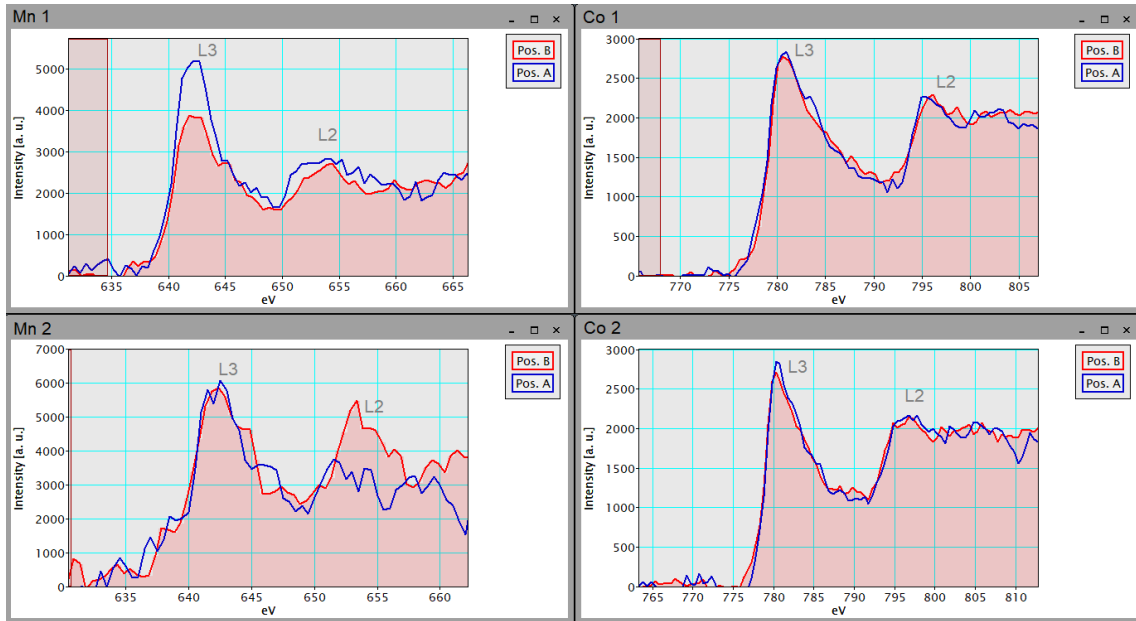 Mn 1
Intensity [a. u.]
5000
4000
3000
2000
1000
0
L3
L2
635
640
645
650
655
660
665
eV
Pos. B
Pos. A
Co 1
Intensity [a. u.]
3000
2500
2000
1500
1000
500
0
L3
L2
770
775
780
785
790
795
800
805
eV
Pos. B
Pos. A
Mn 2
Intensity [a. u.]
7000
6000
5000
4000
3000
2000
1000
0
L3
L2
635
640
645
650
655
660
eV
Pos. B
Pos. A
Co 2
Intensity [a. u.]
3000
2500
2000
1500
1000
500
0
L3
L2
765
770
775
780
785
790
795
800
805
810
eV
Pos. B
Pos. A